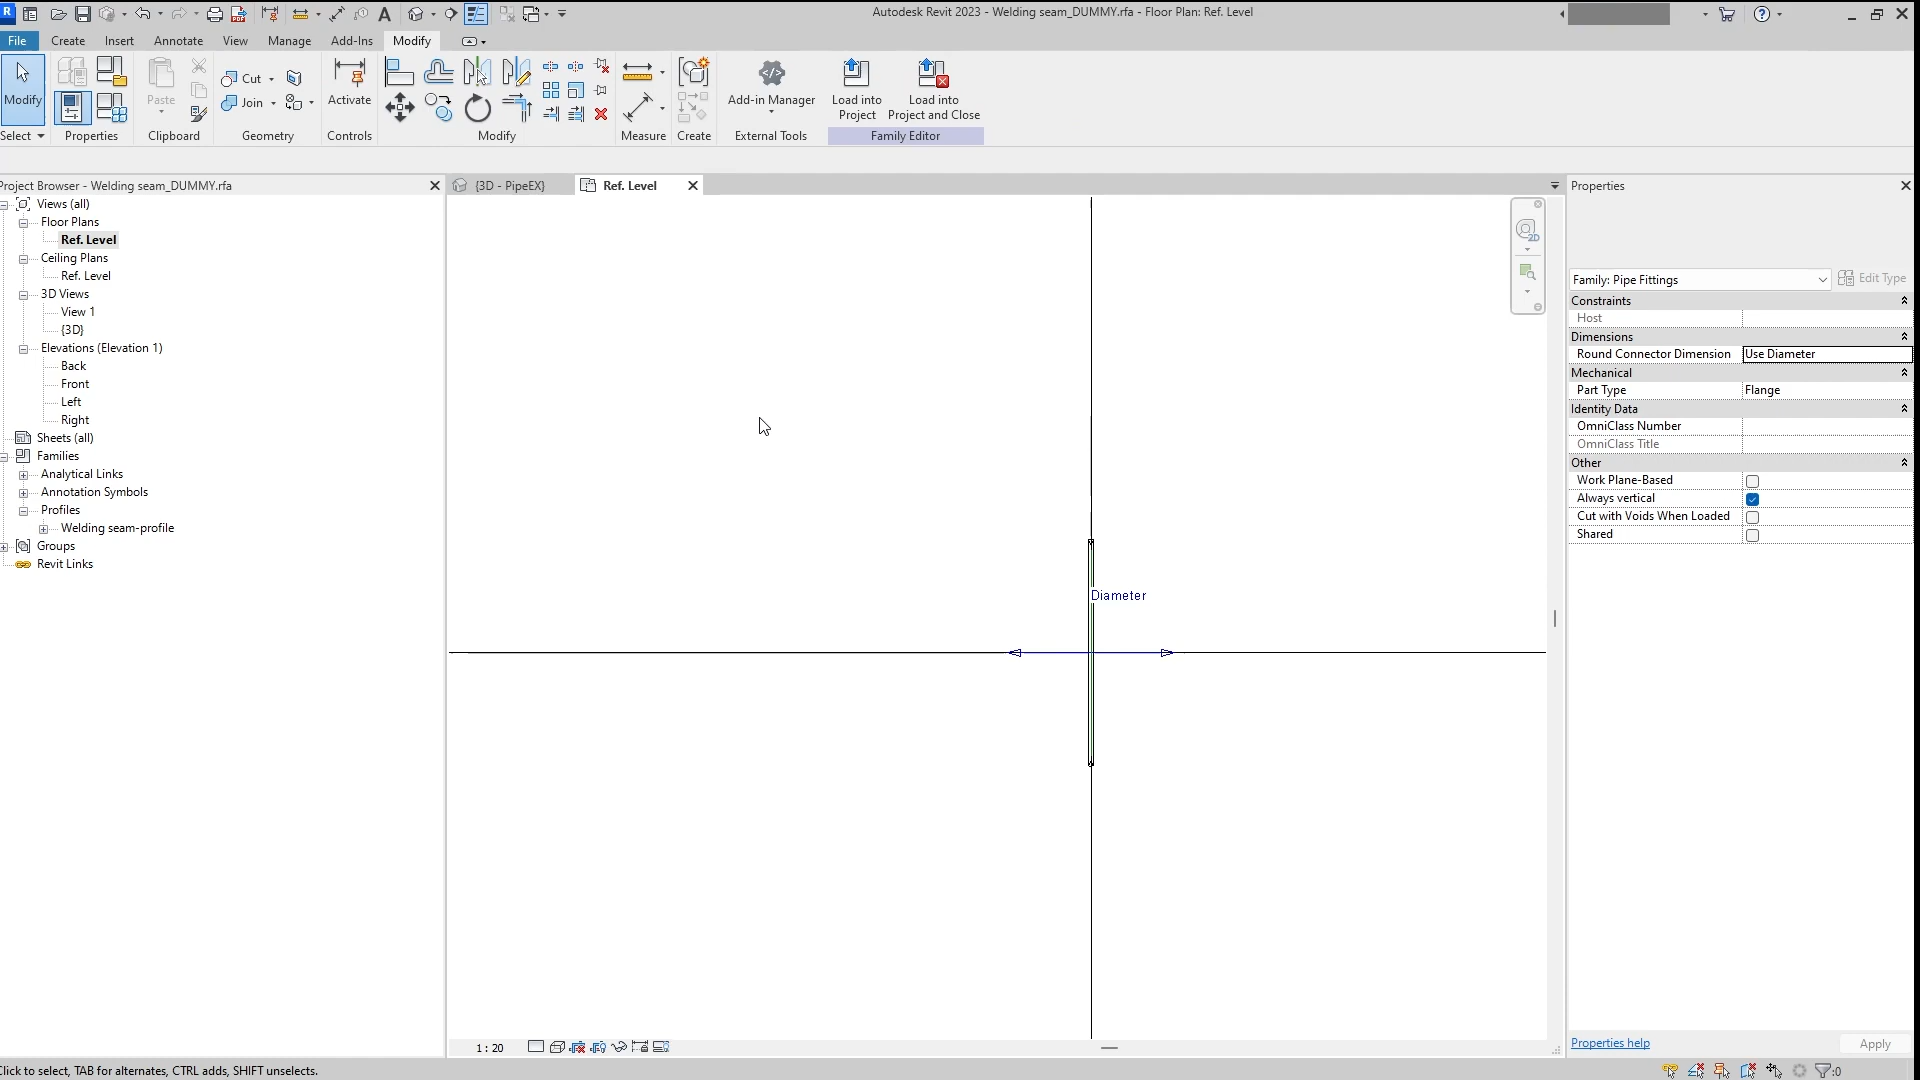 Autodesk Revit 2023 - Welding seam_DUMMY.rfa - Floor Plan: Ref. Level
File Create Insert Annotate View Manage Add-Ins Modify
Modify
Paste
Cut
Join
Activate
Add-in Manager
Load into
Project
Load into
Project and Close
Select Properties Clipboard Geometry Controls Modify Measure Create External Tools Family Editor
Project Browser - Welding seam_DUMMY.rfa
{3D - PipeEX}
Ref. Level
Properties
Views (all)
Floor Plans
Ref. Level
Ceiling Plans
Ref. Level
3D Views
View 1
{3D}
Elevations (Elevation 1)
Back
Front
Left
Right
Sheets (all)
Families
Analytical Links
Annotation Symbols
Profiles
Welding seam-profile
Groups
Revit Links
2D
Diameter
Family: Pipe Fittings
Edit Type
Constraints
Host
Dimensions
Round Connector Dimension Use Diameter
Mechanical
Part Type Flange
Identity Data
OmniClass Number
OmniClass Title
Other
Work Plane-Based
Always vertical
Cut with Voids When Loaded
Shared
1 : 20
Properties help
Apply
Click to select, TAB for alternates, CTRL adds, SHIFT unselects.
:0